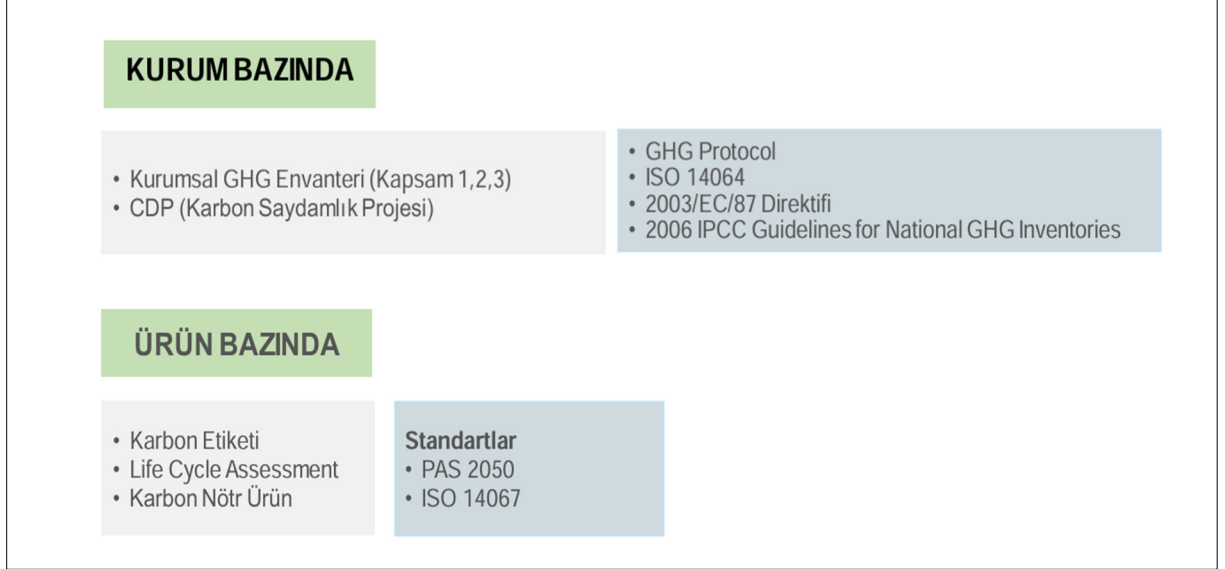 KURUM BAZINDA
• Kurumsal GHG Envanteri (Kapsam 1,2,3)
• CDP (Karbon Saydamlık Projesi)
• GHG Protocol
• ISO 14064
• 2003/EC/87 Direktifi
• 2006 IPCC Guidelines for National GHG Inventories
ÜRÜN BAZINDA
• Karbon Etiketi
• Life Cycle Assessment
• Karbon Nötr Ürün
Standartlar
• PAS 2050
• ISO 14067